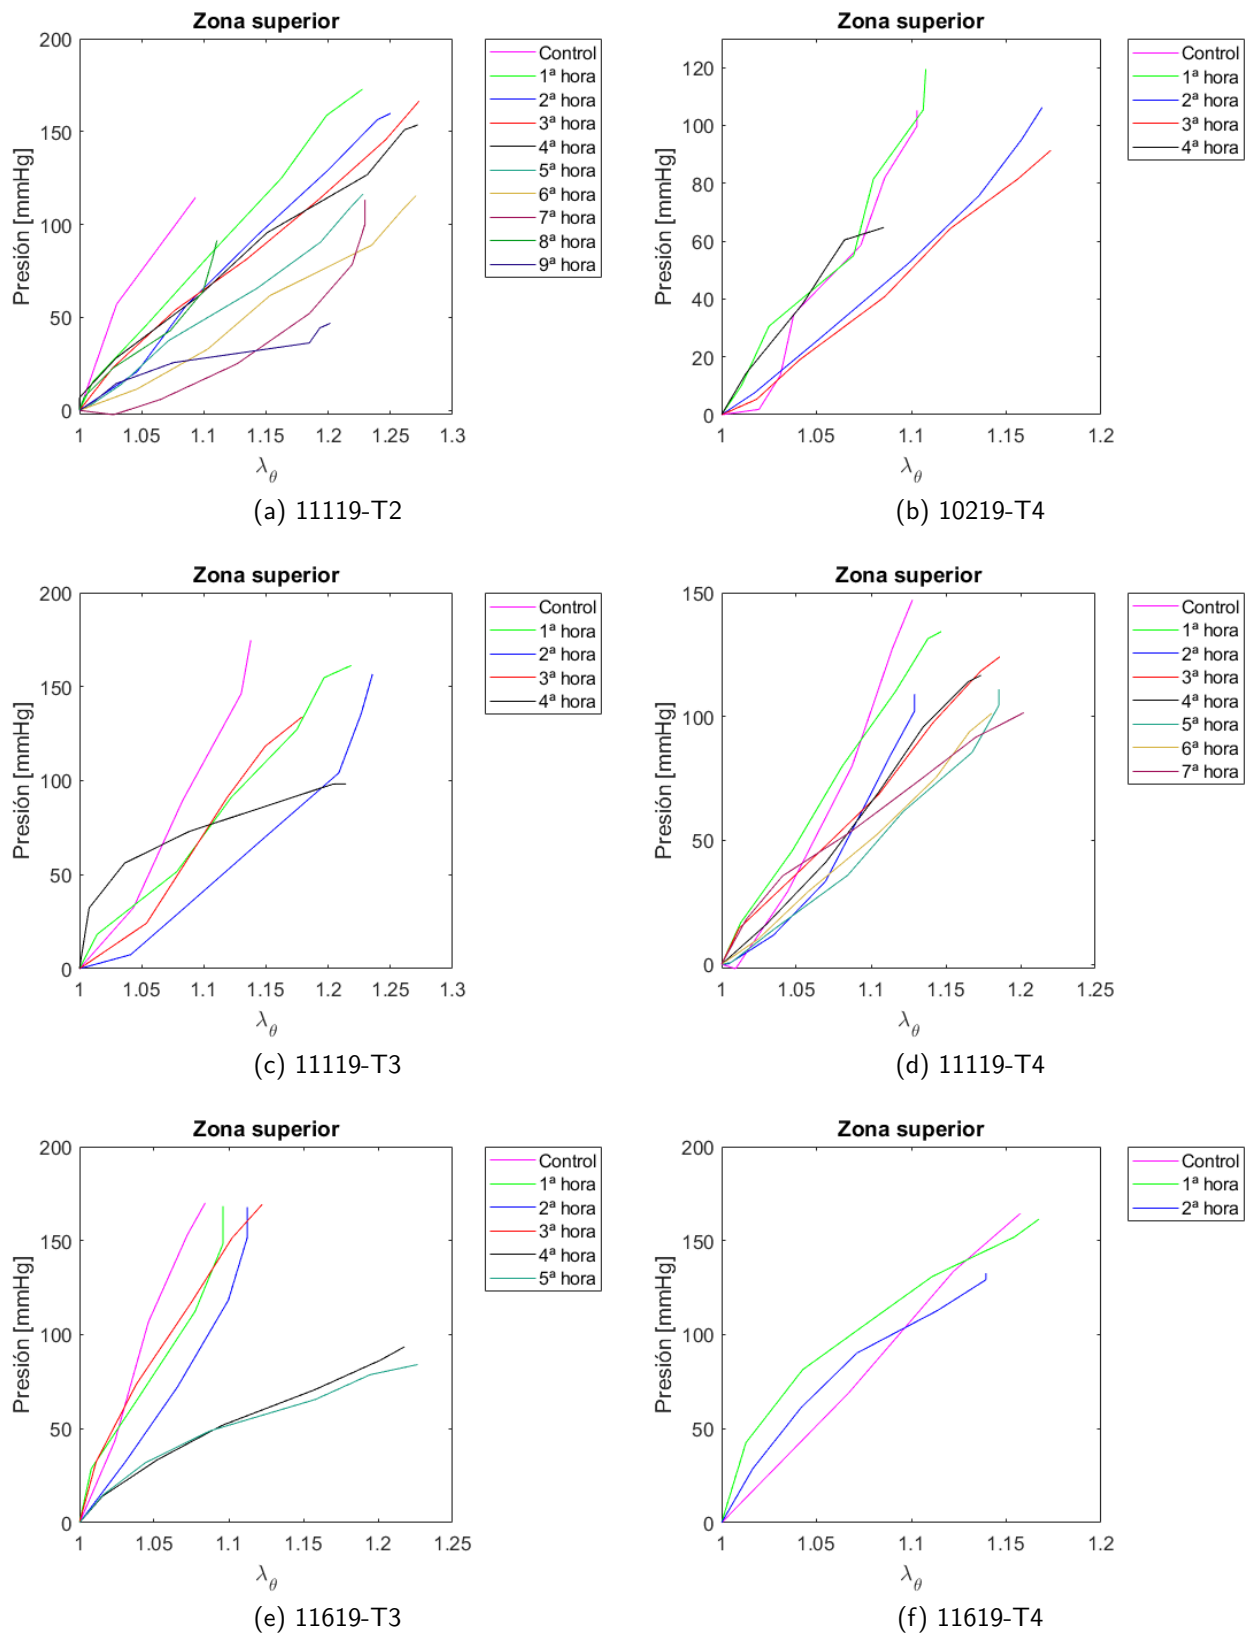 Zona superior
200
150
100
50
0
Presión [mmHg]
1 1.05 1.1 1.15 1.2 1.25 1.3
λθ
Control
1ª hora
2ª hora
3ª hora
4ª hora
5ª hora
6ª hora
7ª hora
8ª hora
9ª hora
(a) 11119-T2
Zona superior
120
100
80
60
40
20
0
Presión [mmHg]
1 1.05 1.1 1.15 1.2
λθ
Control
1ª hora
2ª hora
3ª hora
4ª hora
(b) 10219-T4
Zona superior
200
150
100
50
0
Presión [mmHg]
1 1.05 1.1 1.15 1.2 1.25 1.3
λθ
Control
1ª hora
2ª hora
3ª hora
4ª hora
(c) 11119-T3
Zona superior
150
100
50
0
Presión [mmHg]
1 1.05 1.1 1.15 1.2 1.25
λθ
Control
1ª hora
2ª hora
3ª hora
4ª hora
5ª hora
6ª hora
7ª hora
(d) 11119-T4
Zona superior
200
150
100
50
0
Presión [mmHg]
1 1.05 1.1 1.15 1.2 1.25
λθ
Control
1ª hora
2ª hora
3ª hora
4ª hora
5ª hora
(e) 11619-T3
Zona superior
200
150
100
50
0
Presión [mmHg]
1 1.05 1.1 1.15 1.2
λθ
Control
1ª hora
2ª hora
(f) 11619-T4